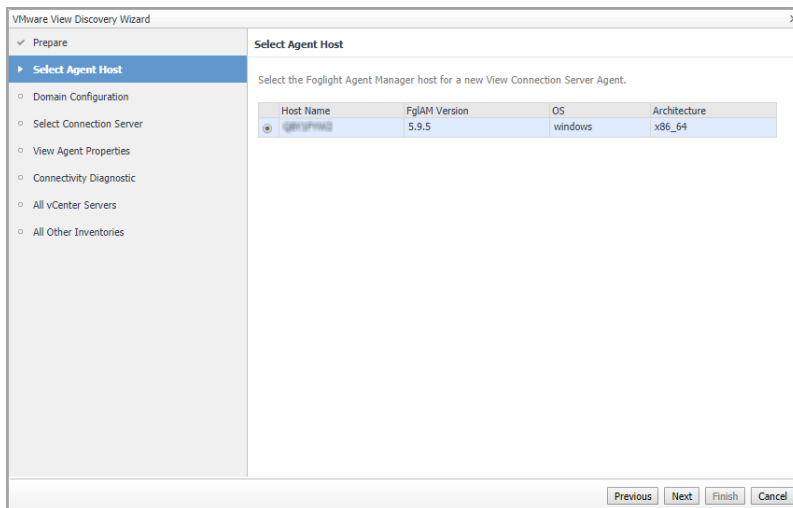 VMware View Discovery Wizard
Prepare
Select Agent Host
Domain Configuration
Select Connection Server
View Agent Properties
Connectivity Diagnostic
All vCenter Servers
All Other Inventories
Select Agent Host
Select the Foglight Agent Manager host for a new View Connection Server Agent.
Host Name FglAM Version OS Architecture
5.9.5 windows x86_64
Previous Next Finish Cancel